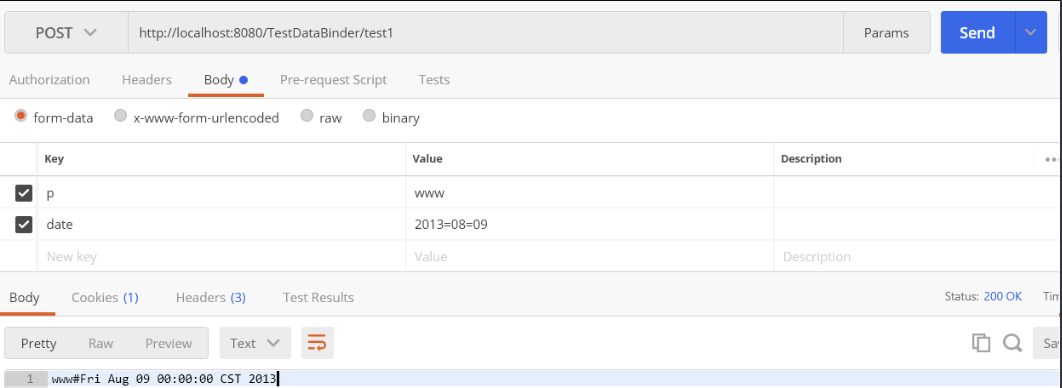 POST http://localhost:8080/TestDataBinder/test1 Params Send
Authorization Headers Body Pre-request Script Tests
form-data x-www-form-urlencoded raw binary
Key Value Description
p www
date 2013=08=09
New key Value Description
Body Cookies (1) Headers (3) Test Results Status: 200 OK Tim
Pretty Raw Preview Text Sav
1 www#Fri Aug 09 00:00:00 CST 2013